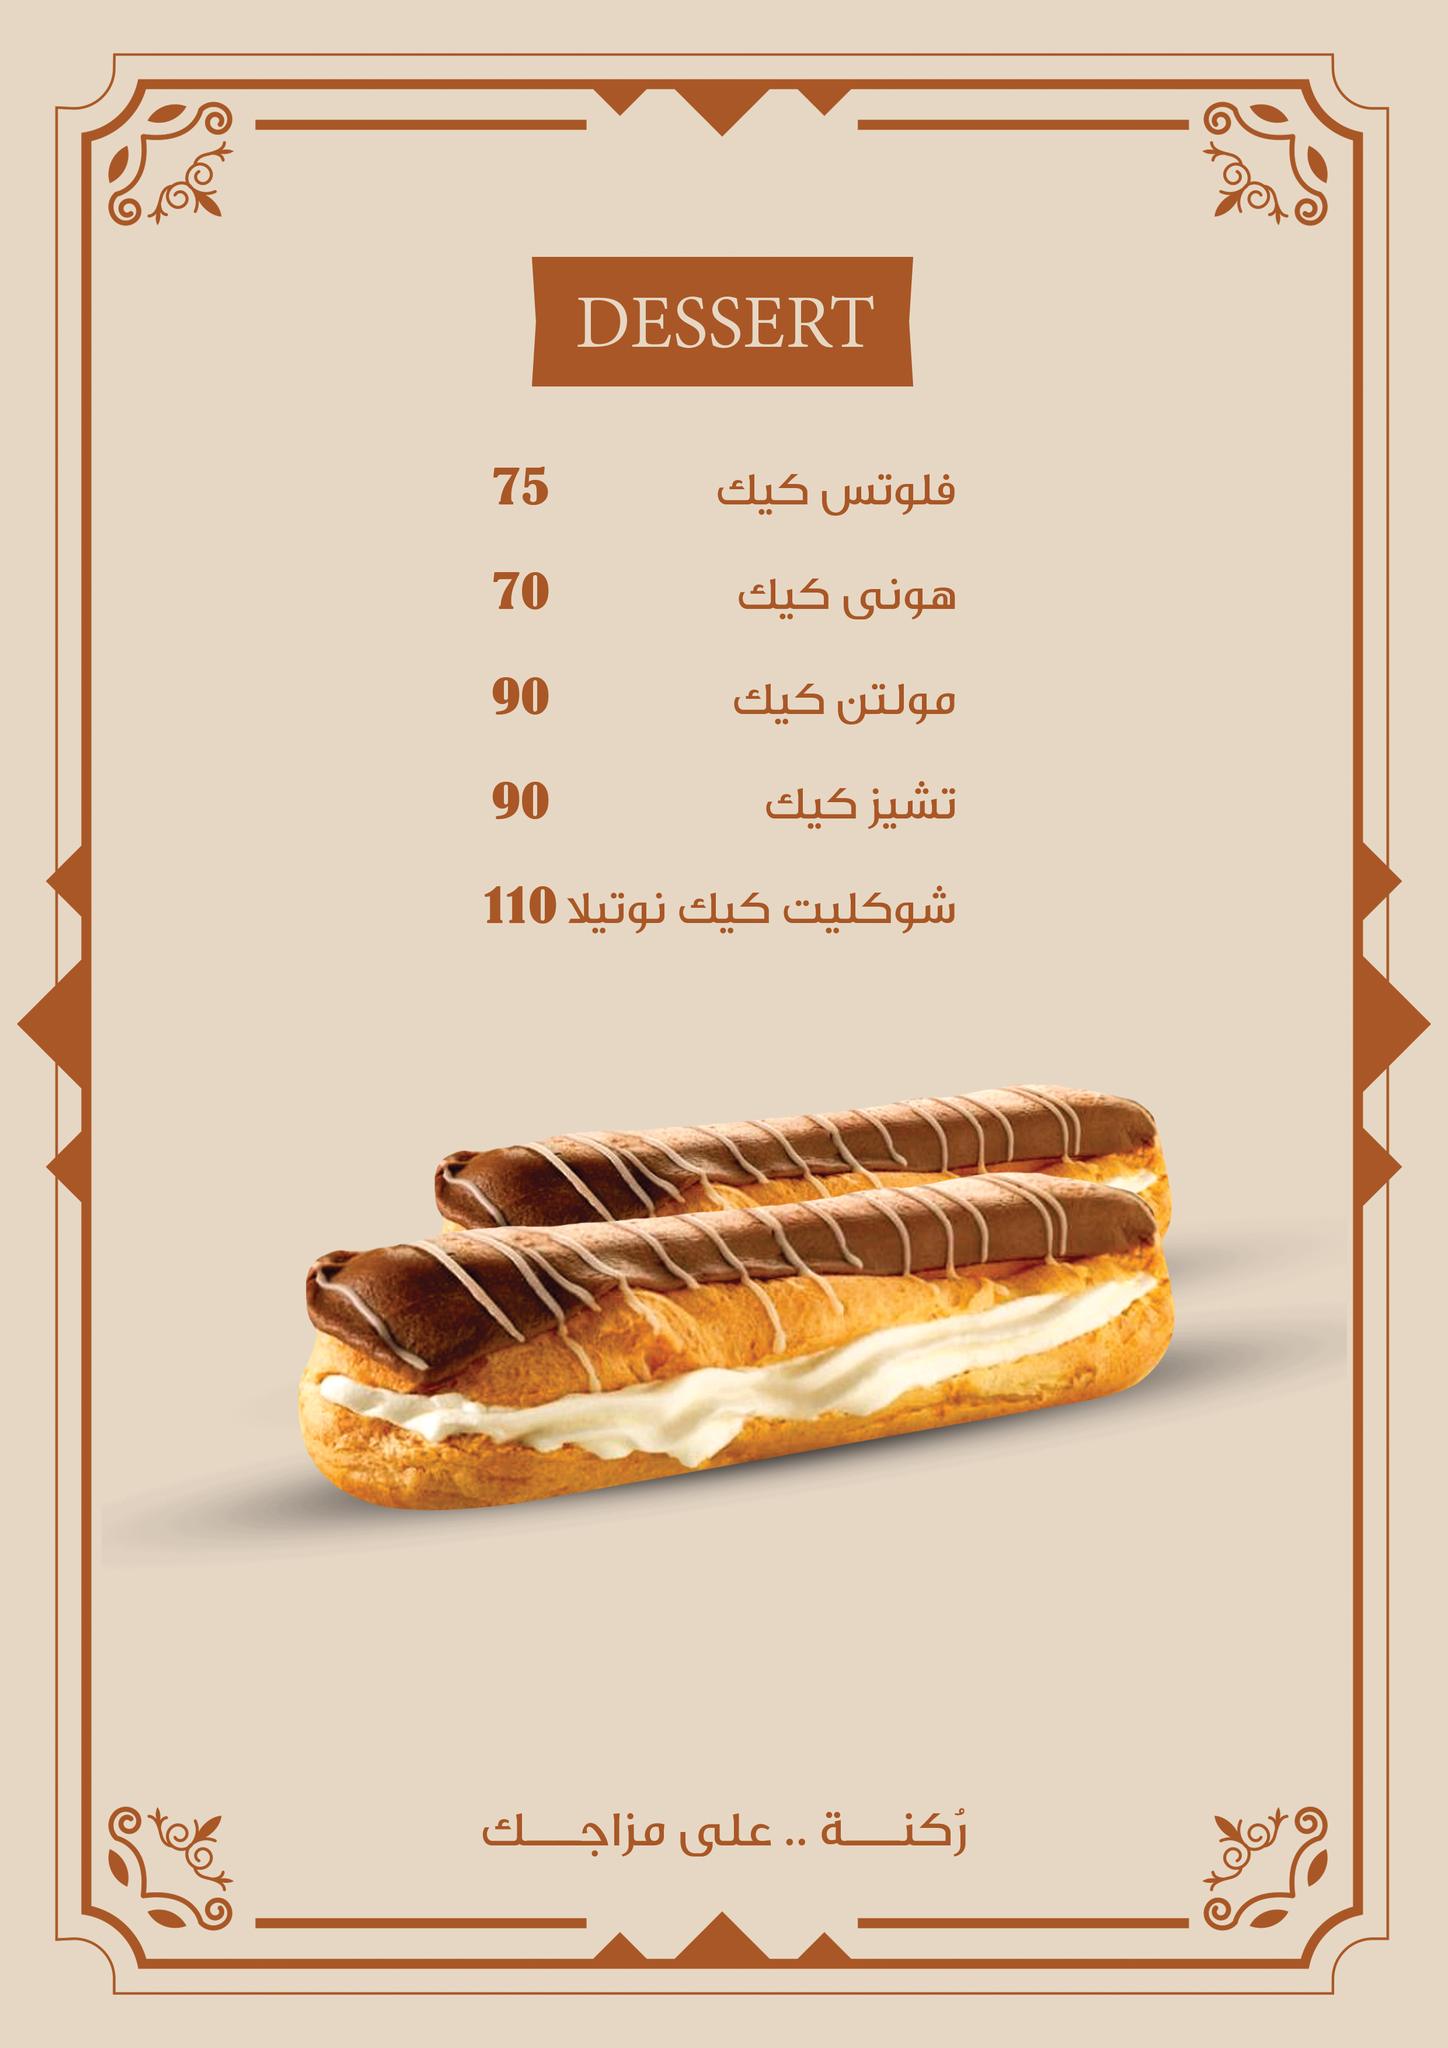 DESSERT
فلوتس كيك 75
هونى كيك 70
مولتن كيك 90
تشيز كيك 90
شوكليت كيك نوتيلا 110
رُكنـــة .. على مزاجـــك